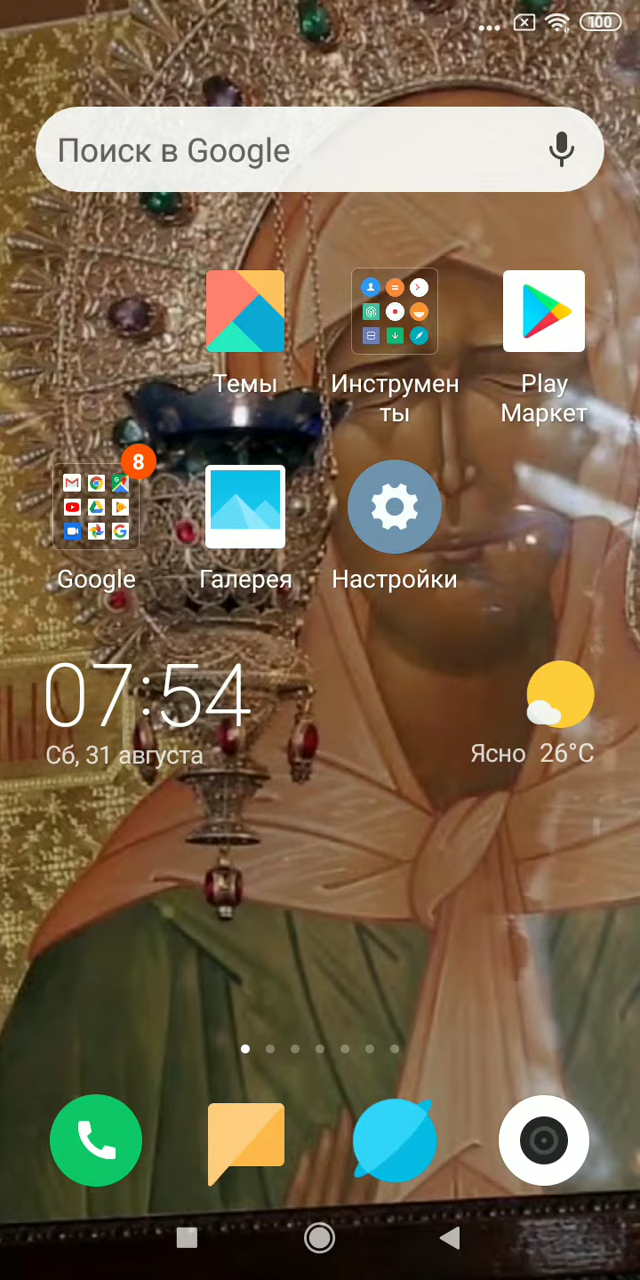 100
Поиск в Google
Темы
Инструмен
ты
Play
Маркет
8
Google
Галерея
Настройки
07:54
Сб, 31 августа
Ясно 26°C